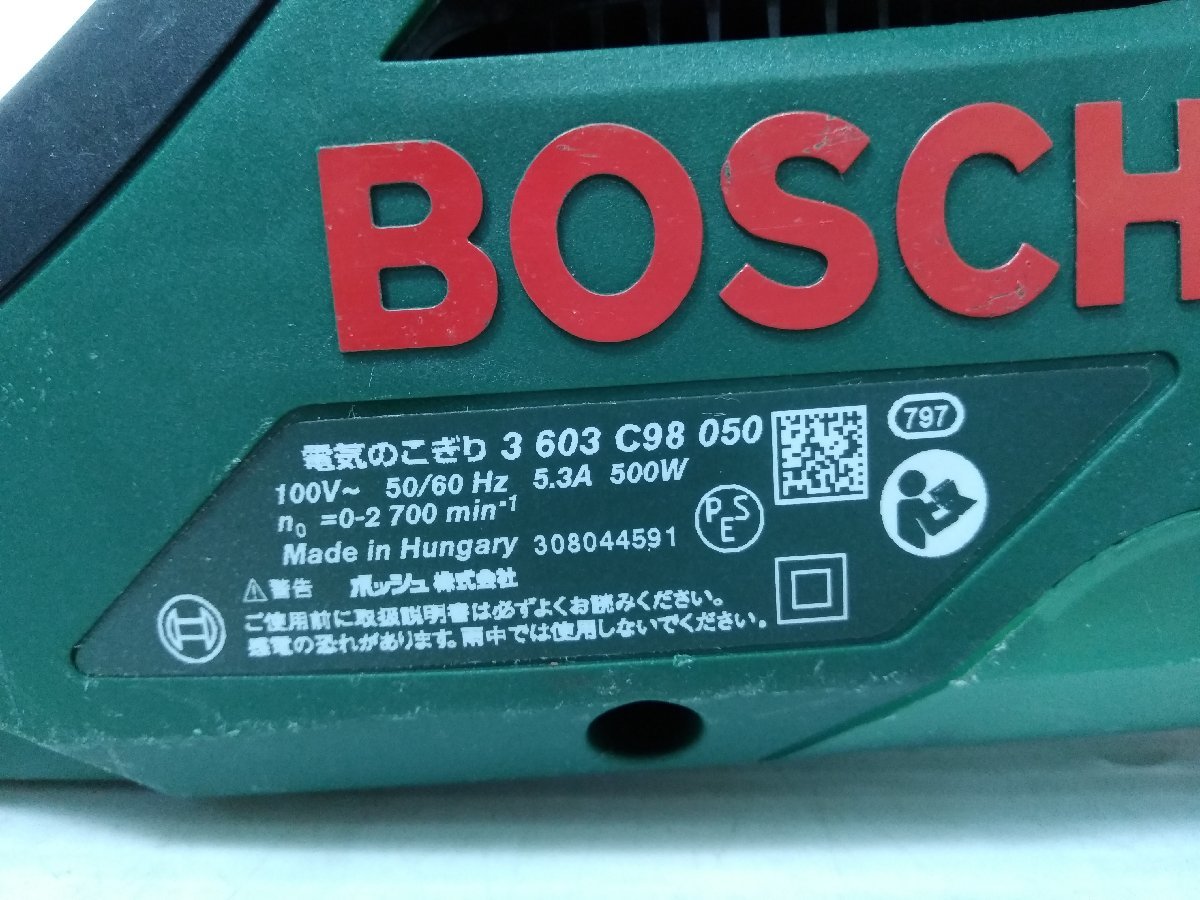 BOSCH
電気のこぎり 3 603 C98 050
797
100V~ 50/60 Hz 5.3A 500W
n0 =0-2 700 min-1
PSE
Made in Hungary 308044591
⚠警告 ボッシュ株式会社
ご使用前に取扱説明書は必ずよくお読みください。
感電の恐れがあります。雨中では使用しないでください。